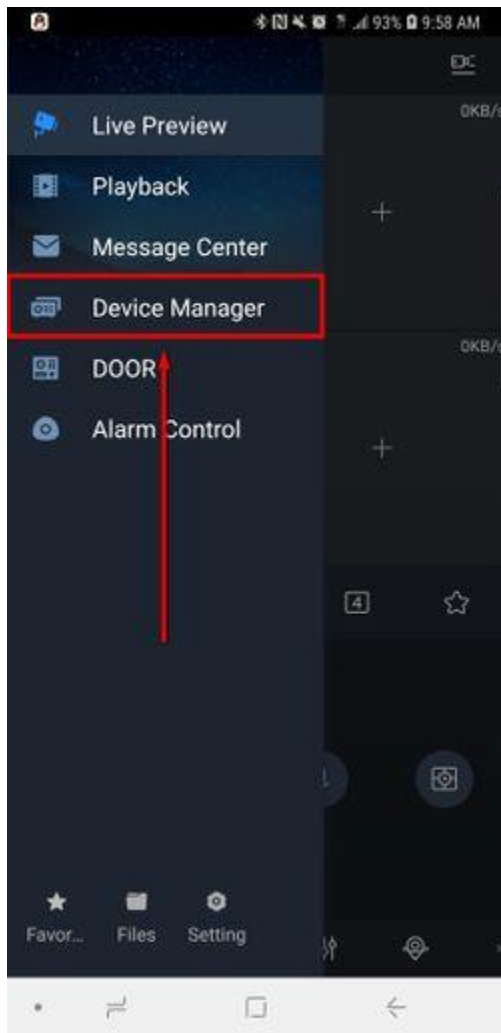 93% 9:58 AM
0KB/s
Live Preview
Playback
Message Center
Device Manager
0KB/s
DOOR
Alarm Control
4
Favor...
Files
Setting